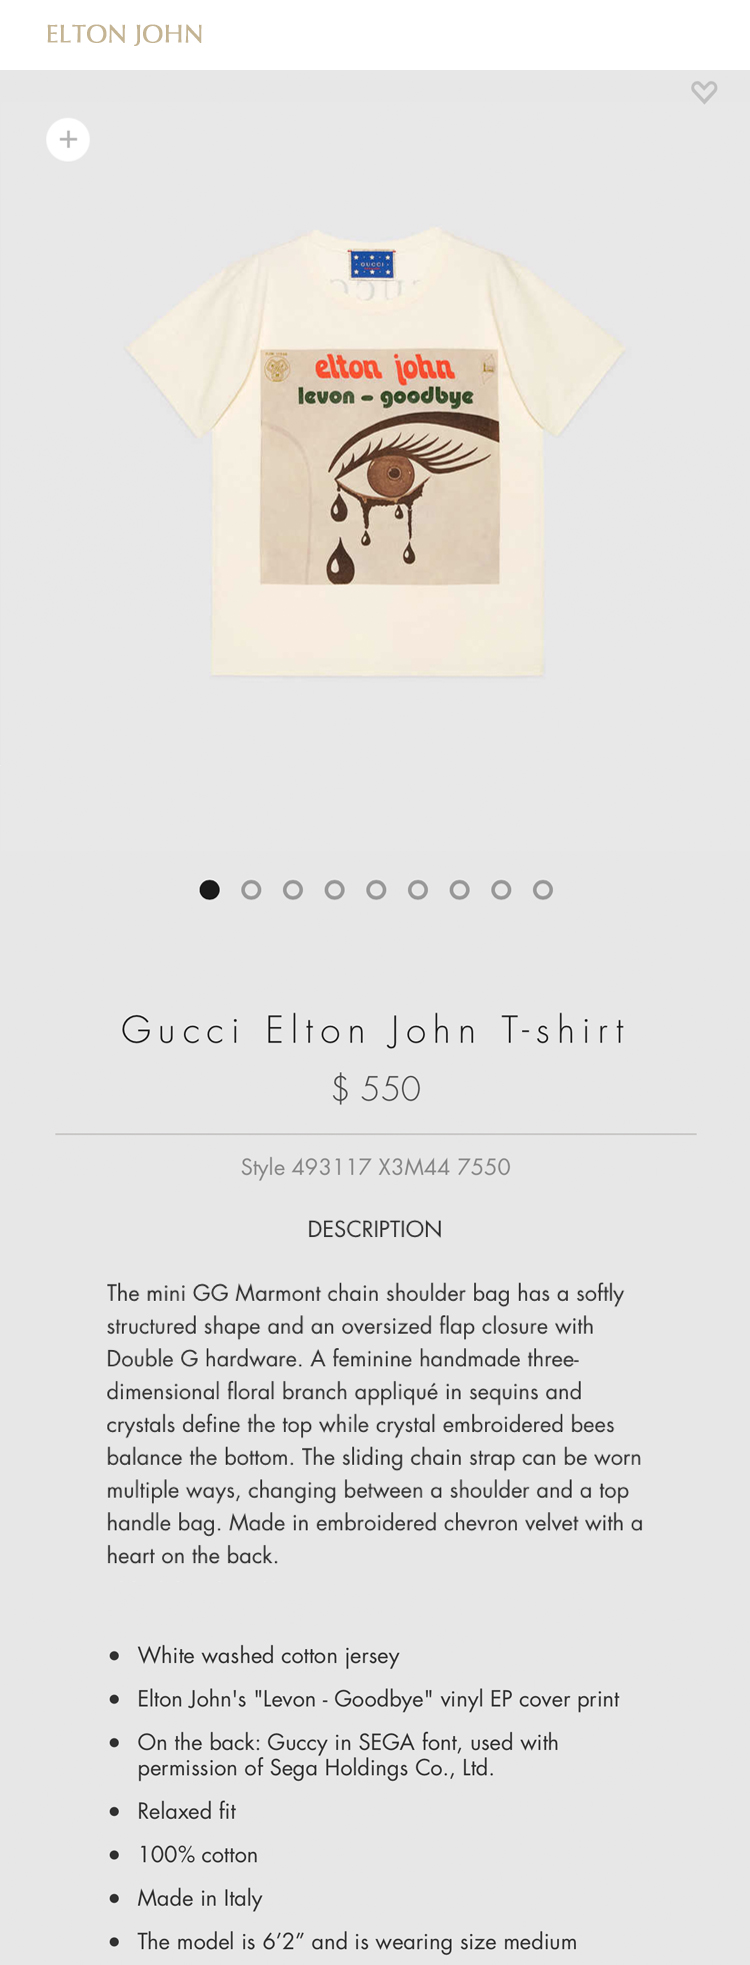 ELTON JOHN
GUCCI
elton john
levon – goodbye
Gucci Elton John T-shirt
$ 550
Style 493117 X3M44 7550
DESCRIPTION
The mini GG Marmont chain shoulder bag has a softly
structured shape and an oversized flap closure with
Double G hardware. A feminine handmade three-
dimensional floral branch appliqué in sequins and
crystals define the top while crystal embroidered bees
balance the bottom. The sliding chain strap can be worn
multiple ways, changing between a shoulder and a top
handle bag. Made in embroidered chevron velvet with a
heart on the back.
• White washed cotton jersey
• Elton John's "Levon - Goodbye" vinyl EP cover print
• On the back: Guccy in SEGA font, used with
permission of Sega Holdings Co., Ltd.
• Relaxed fit
• 100% cotton
• Made in Italy
• The model is 6’2” and is wearing size medium